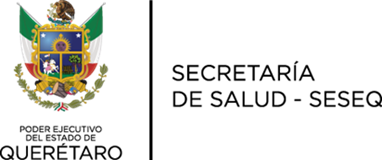 PODER EJECUTIVO
DEL ESTADO DE
QUERÉTARO
SECRETARÍA
DE SALUD - SESEQ